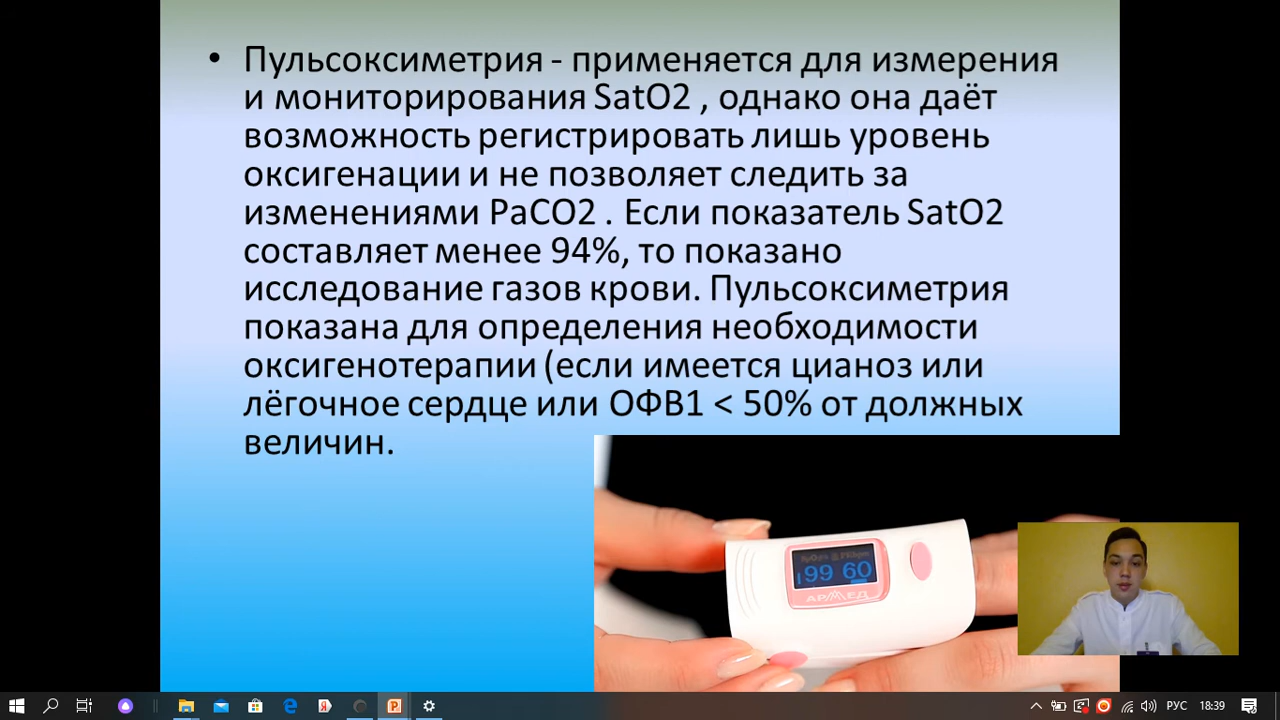 • Пульсоксиметрия - применяется для измерения
и мониторирования SatO2 , однако она даёт
возможность регистрировать лишь уровень
оксигенации и не позволяет следить за
изменениями PaCO2 . Если показатель SatO2
составляет менее 94%, то показано
исследование газов крови. Пульсоксиметрия
показана для определения необходимости
оксигенотерапии (если имеется цианоз или
лёгочное сердце или ОФВ1 < 50% от должных
величин.
99 60
АРМЕД
РУС 18:39